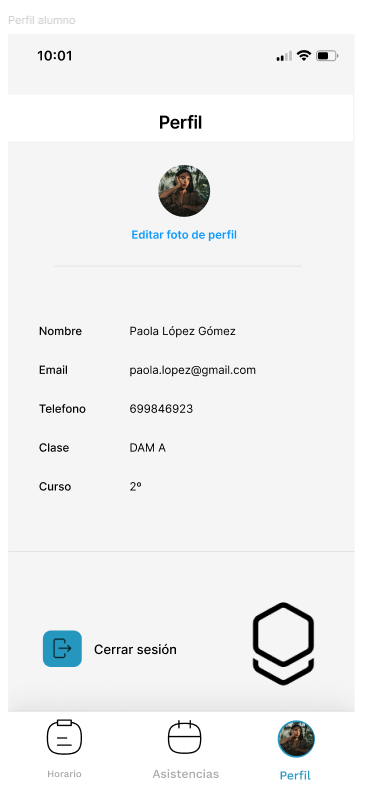 Perfil alumno
10:01
Perfil
Editar foto de perfil
Nombre Paola López Gómez
Email paola.lopez@gmail.com
Telefono 699846923
Clase DAM A
Curso 2º
Cerrar sesión
Horario Asistencias Perfil